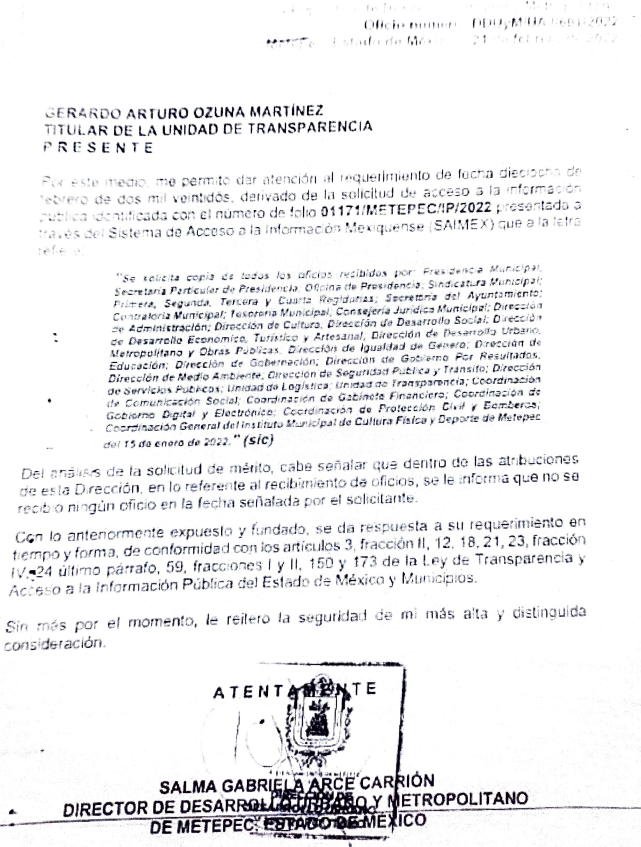 Oficio número: DDUyM/UA/
Metepec, Estado de México, 21 de febrero de 2022
GERARDO ARTURO OZUNA MARTÍNEZ
TITULAR DE LA UNIDAD DE TRANSPARENCIA
P R E S E N T E
Por este medio, me permito dar atención al requerimiento de fecha dieciocho de
febrero de dos mil veintidós, derivado de la solicitud de acceso a la información
pública identificada con el número de folio 01171/METEPEC/IP/2022 presentada a
través del Sistema de Acceso a la Información Mexiquense (SAIMEX) que a la letra
refiere:
"Se solicita copia de todos los oficios recibidos por: Presidencia Municipal;
Secretaría Particular de Presidencia; Oficina de Presidencia; Sindicatura Municipal;
Primera, Segunda, Tercera y Cuarta Regidurías; Secretaría del Ayuntamiento;
Contraloría Municipal; Tesorería Municipal; Consejería Jurídica Municipal; Dirección
de Administración; Dirección de Cultura, Dirección de Desarrollo Social; Dirección
de Desarrollo Económico, Turístico y Artesanal, Dirección de Desarrollo Urbano,
Metropolitano y Obras Públicas, Dirección de Igualdad de Género; Dirección de
Educación; Dirección de Gobernación; Dirección de Gobierno Por Resultados,
Dirección de Medio Ambiente, Dirección de Seguridad Pública y Tránsito; Dirección
de Servicios Públicos; Unidad de Logística; Unidad de Transparencia; Coordinación
de Comunicación Social; Coordinación de Gabinete Financiero; Coordinación de
Gobierno Digital y Electrónico; Coordinación de Protección Civil y Bomberos;
Coordinación General del Instituto Municipal de Cultura Física y Deporte de Metepec
del 15 de enero de 2022." (sic)
Del análisis de la solicitud de mérito, cabe señalar que dentro de las atribuciones
de esta Dirección, en lo referente al recibimiento de oficios, se le informa que no se
recibió ningún oficio en la fecha señalada por el solicitante.
Con lo anteriormente expuesto y fundado, se da respuesta a su requerimiento en
tiempo y forma, de conformidad con los artículos 3, fracción II, 12, 18, 21, 23, fracción
IV, 24 último párrafo, 59, fracciones I y II, 150 y 173 de la Ley de Transparencia y
Acceso a la Información Pública del Estado de México y Municipios.
Sin más por el momento, le reitero la seguridad de mi más alta y distinguida
consideración.
A T E N T A M E N T E
SALMA GABRIELA ARCE CARRIÓN
DIRECTOR DE DESARROLLO URBANO Y METROPOLITANO
DE METEPEC, ESTADO DE MÉXICO